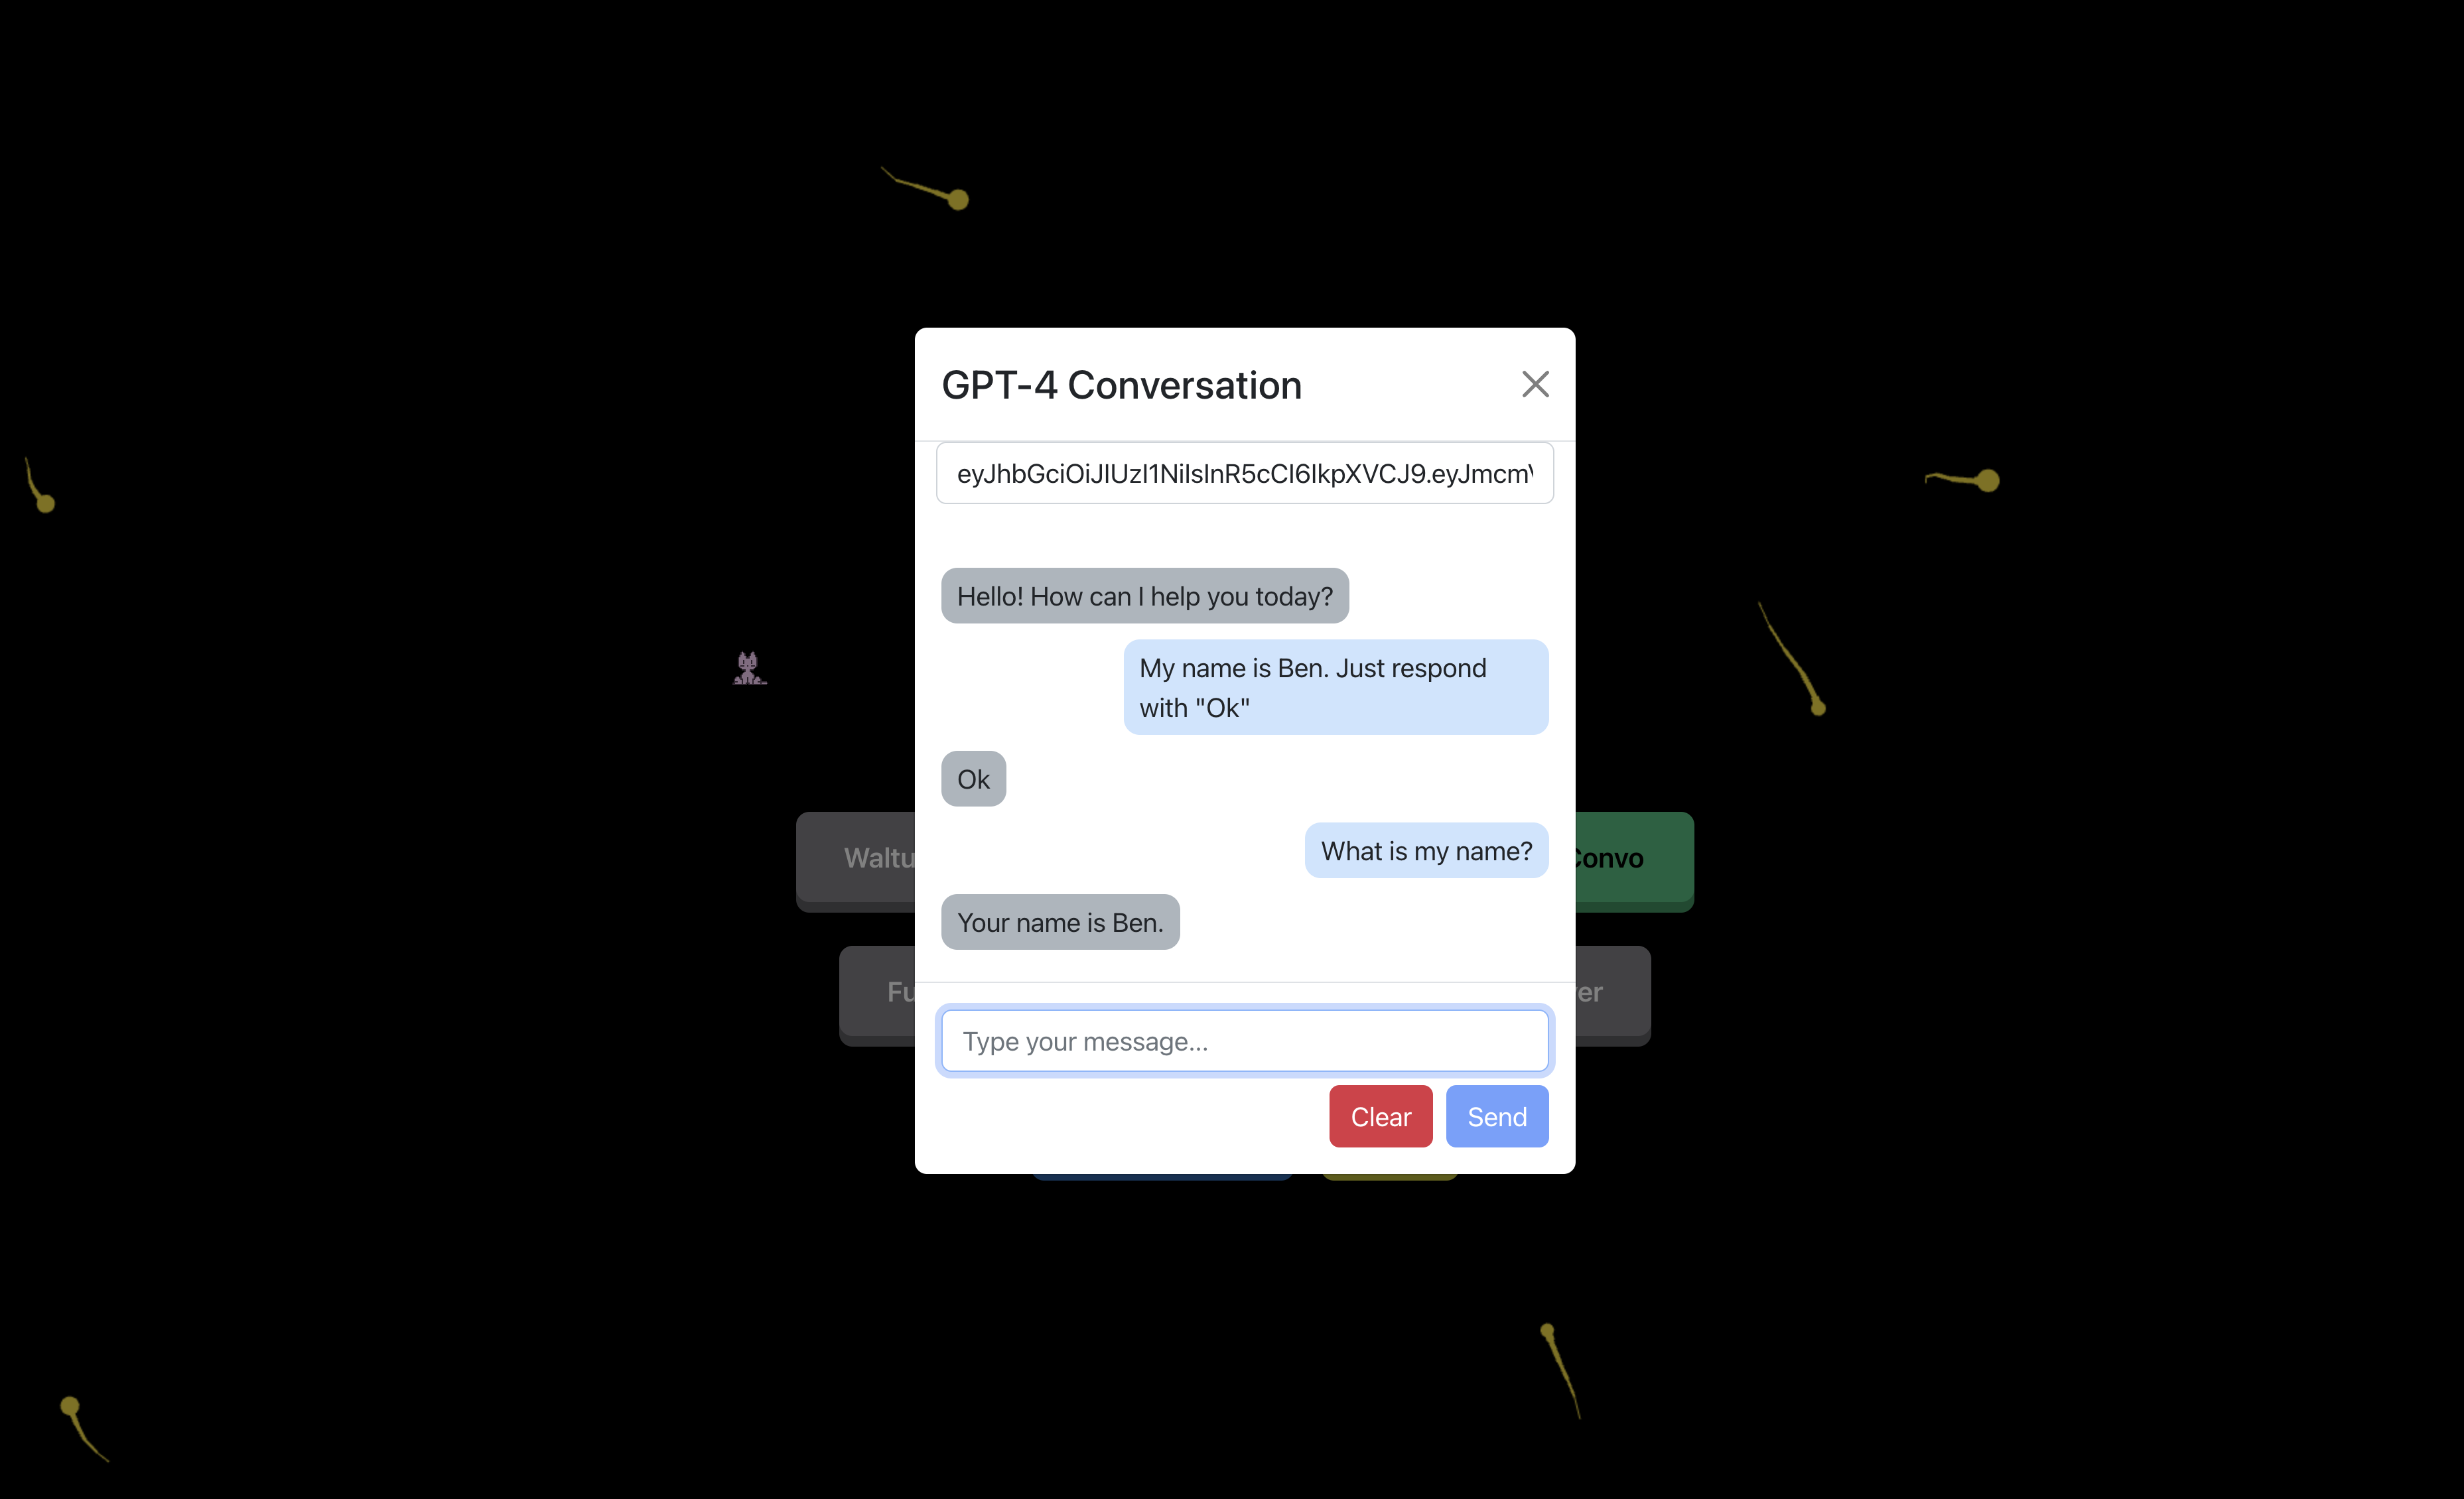 GPT-4 Conversation
eyJhbGciOiJIUzI1NiIsInR5cCI6IkpXVCJ9.eyJmcm
Hello! How can I help you today?
My name is Ben. Just respond
with "Ok"
Ok
What is my name?
Waltu
Convo
Your name is Ben.
Fu
er
Type your message...
Clear
Send